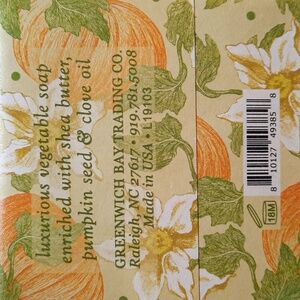 luxurious vegetable soap
enriched with shea butter,
pumpkin seed & clove oil
GREENWICH BAY TRADING CO.
Raleigh, NC 27617 • 919.781.5008
Made in USA • L19103
8 10127 49385 8
18M